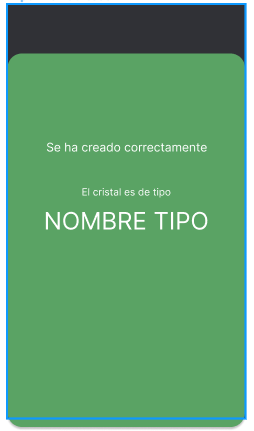 Se ha creado correctamente
El cristal es de tipo
NOMBRE TIPO